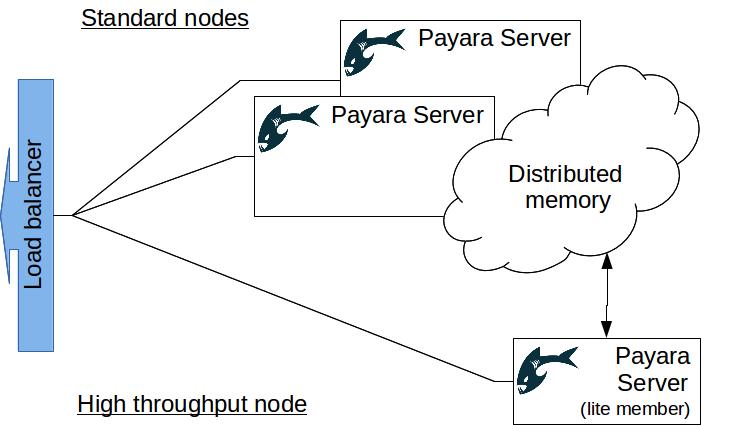 Standard nodes
Payara Server
Payara Server
Load balancer
Distributed
memory
Payara
Server
(lite member)
High throughput node